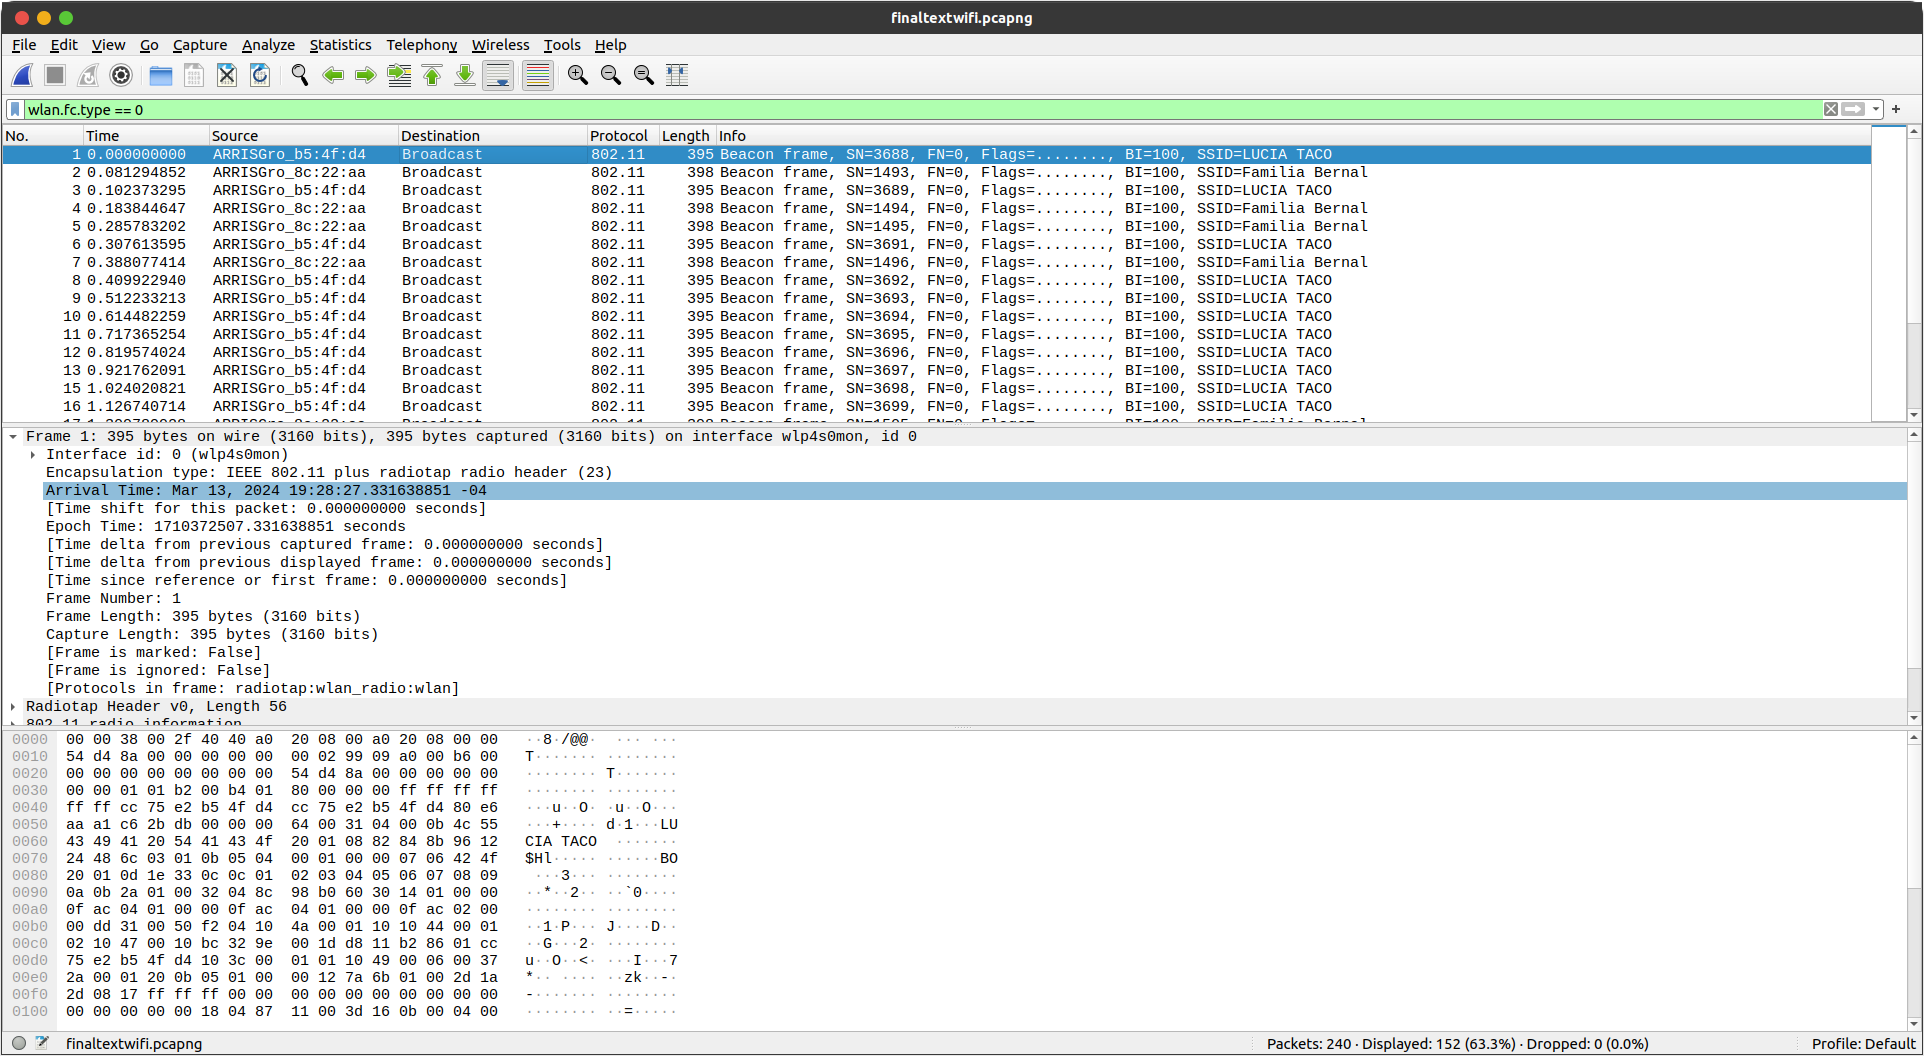 finaltextwifi.pcapng
File Edit View Go Capture Analyze Statistics Telephony Wireless Tools Help
wlan.fc.type == 0
No. Time Source Destination Protocol Length Info
1 0.000000000 ARRISGro_b5:4f:d4 Broadcast 802.11 395 Beacon frame, SN=3688, FN=0, Flags=........, BI=100, SSID=LUCIA TACO
2 0.081294852 ARRISGro_8c:22:aa Broadcast 802.11 398 Beacon frame, SN=1493, FN=0, Flags=........, BI=100, SSID=Familia Bernal
3 0.102373295 ARRISGro_b5:4f:d4 Broadcast 802.11 395 Beacon frame, SN=3689, FN=0, Flags=........, BI=100, SSID=LUCIA TACO
4 0.183844647 ARRISGro_8c:22:aa Broadcast 802.11 398 Beacon frame, SN=1494, FN=0, Flags=........, BI=100, SSID=Familia Bernal
5 0.285783202 ARRISGro_8c:22:aa Broadcast 802.11 398 Beacon frame, SN=1495, FN=0, Flags=........, BI=100, SSID=Familia Bernal
6 0.307613595 ARRISGro_b5:4f:d4 Broadcast 802.11 395 Beacon frame, SN=3691, FN=0, Flags=........, BI=100, SSID=LUCIA TACO
7 0.388077414 ARRISGro_8c:22:aa Broadcast 802.11 398 Beacon frame, SN=1496, FN=0, Flags=........, BI=100, SSID=Familia Bernal
8 0.409922940 ARRISGro_b5:4f:d4 Broadcast 802.11 395 Beacon frame, SN=3692, FN=0, Flags=........, BI=100, SSID=LUCIA TACO
9 0.512233213 ARRISGro_b5:4f:d4 Broadcast 802.11 395 Beacon frame, SN=3693, FN=0, Flags=........, BI=100, SSID=LUCIA TACO
10 0.614482259 ARRISGro_b5:4f:d4 Broadcast 802.11 395 Beacon frame, SN=3694, FN=0, Flags=........, BI=100, SSID=LUCIA TACO
11 0.717365254 ARRISGro_b5:4f:d4 Broadcast 802.11 395 Beacon frame, SN=3695, FN=0, Flags=........, BI=100, SSID=LUCIA TACO
12 0.819574024 ARRISGro_b5:4f:d4 Broadcast 802.11 395 Beacon frame, SN=3696, FN=0, Flags=........, BI=100, SSID=LUCIA TACO
13 0.921762091 ARRISGro_b5:4f:d4 Broadcast 802.11 395 Beacon frame, SN=3697, FN=0, Flags=........, BI=100, SSID=LUCIA TACO
15 1.024020821 ARRISGro_b5:4f:d4 Broadcast 802.11 395 Beacon frame, SN=3698, FN=0, Flags=........, BI=100, SSID=LUCIA TACO
16 1.126740714 ARRISGro_b5:4f:d4 Broadcast 802.11 395 Beacon frame, SN=3699, FN=0, Flags=........, BI=100, SSID=LUCIA TACO
Frame 1: 395 bytes on wire (3160 bits), 395 bytes captured (3160 bits) on interface wlp4s0mon, id 0
Interface id: 0 (wlp4s0mon)
Encapsulation type: IEEE 802.11 plus radiotap radio header (23)
Arrival Time: Mar 13, 2024 19:28:27.331638851 -04
[Time shift for this packet: 0.000000000 seconds]
Epoch Time: 1710372507.331638851 seconds
[Time delta from previous captured frame: 0.000000000 seconds]
[Time delta from previous displayed frame: 0.000000000 seconds]
[Time since reference or first frame: 0.000000000 seconds]
Frame Number: 1
Frame Length: 395 bytes (3160 bits)
Capture Length: 395 bytes (3160 bits)
[Frame is marked: False]
[Frame is ignored: False]
[Protocols in frame: radiotap:wlan_radio:wlan]
Radiotap Header v0, Length 56
802.11 radio information
0000 00 00 38 00 2f 40 40 a0 20 08 00 a0 20 08 00 00 ··8·/@@· ··· ···
0010 54 d4 8a 00 00 00 00 00 00 02 99 09 a0 00 b6 00 T······· ········
0020 00 00 00 00 00 00 00 00 54 d4 8a 00 00 00 00 00 ········ T·······
0030 00 00 01 01 b2 00 b4 01 80 00 00 00 ff ff ff ff ········ ········
0040 ff ff cc 75 e2 b5 4f d4 cc 75 e2 b5 4f d4 80 e6 ···u··O· ·u··O···
0050 aa a1 c6 2b db 00 00 00 64 00 31 04 00 0b 4c 55 ···+···· d·1···LU
0060 43 49 41 20 54 41 43 4f 20 01 08 82 84 8b 96 12 CIA TACO ·······
0070 24 48 6c 03 01 0b 05 04 00 01 00 00 07 06 42 4f $Hl····· ······BO
0080 20 01 0d 1e 33 0c 0c 01 02 03 04 05 06 07 08 09 ···3··· ········
0090 0a 0b 2a 01 00 32 04 8c 98 b0 60 30 14 01 00 00 ··*··2·· ··`0····
00a0 0f ac 04 01 00 00 0f ac 04 01 00 00 0f ac 02 00 ········ ········
00b0 00 dd 31 00 50 f2 04 10 4a 00 01 10 10 44 00 01 ··1·P··· J····D··
00c0 02 10 47 00 10 bc 32 9e 00 1d d8 11 b2 86 01 cc ··G···2· ········
00d0 75 e2 b5 4f d4 10 3c 00 01 01 10 49 00 06 00 37 u··O··<· ···I···7
00e0 2a 00 01 20 0b 05 01 00 00 12 7a 6b 01 00 2d 1a *·· ···· ··zk··-·
00f0 2d 08 17 ff ff ff 00 00 00 00 00 00 00 00 00 00 -······· ········
0100 00 00 00 00 00 18 04 87 11 00 3d 16 0b 00 04 00 ········ ··=·····
finaltextwifi.pcapng Packets: 240 · Displayed: 152 (63.3%) · Dropped: 0 (0.0%) Profile: Default